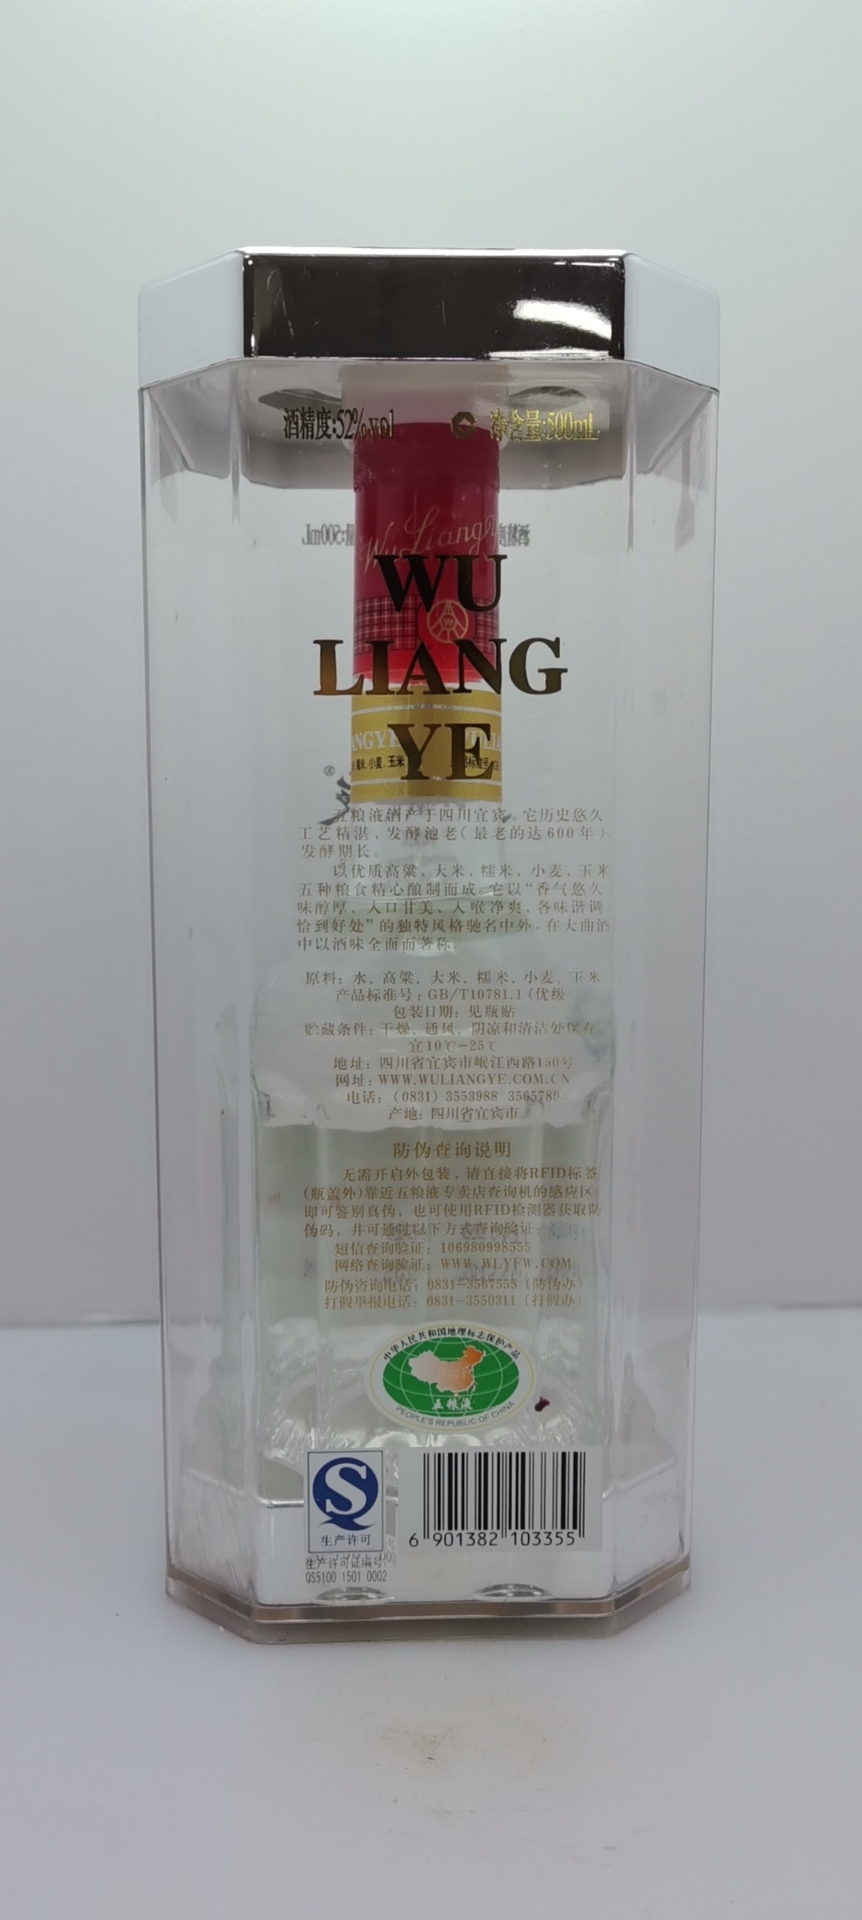 酒精度:52%vol 净含量:500mL
Wu Liangy
WU
LIANG
YE
五粮液酒产于四川宜宾。它历史悠久
工艺精湛、发酵池老(最老的达600年)、
发酵期长。
以优质高粱、大米、糯米、小麦、玉米
五种粮食精心酿制而成。它以“香气悠久
味醇厚、入口甘美、入喉净爽、各味谐调
恰到好处”的独特风格驰名中外。在大曲酒
中以酒味全面而著称
原料: 水、高粱、大米、糯米、小麦、玉米
产品标准号: GB/T10781.1 (优级
包装日期: 见瓶贴
贮藏条件: 干燥、通风、阴凉和清洁处保存
宜10℃-25℃
地址: 四川省宜宾市岷江西路150号
网址: WWW.WULIANGYE.COM.CN
电话: (0831) 3553988 3565789
产地: 四川省宜宾市
防伪查询说明
无需开启外包装，请直接将RFID标签
(瓶盖外)靠近五粮液专卖店查询机的感应区
即可鉴别真伪，也可使用RFID检测器获取防
伪码，并可通过以下方式查询验证:
短信查询验证: 106980998555
网络查询验证: WWW.WLYFW.COM
防伪咨询电话: 0831-3567555 (防伪办)
打假举报电话: 0831-3550311 (打假办)
中华人民共和国地理标志保护产品
五粮液
PEOPLE'S REPUBLIC OF CHINA
生产许可
6 901382 103355
生产许可证编号:
QS5100 1501 0002